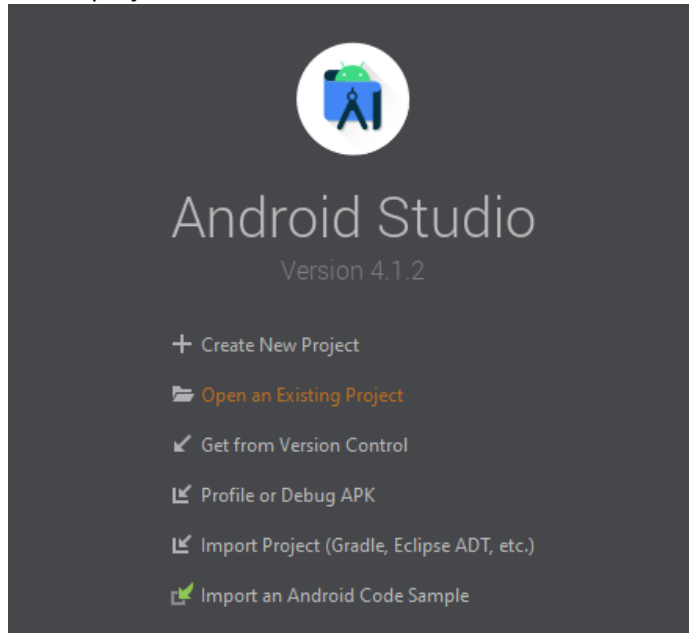 Android Studio
Version 4.1.2
Create New Project
Open an Existing Project
Get from Version Control
Profile or Debug APK
Import Project (Gradle, Eclipse ADT, etc.)
Import an Android Code Sample